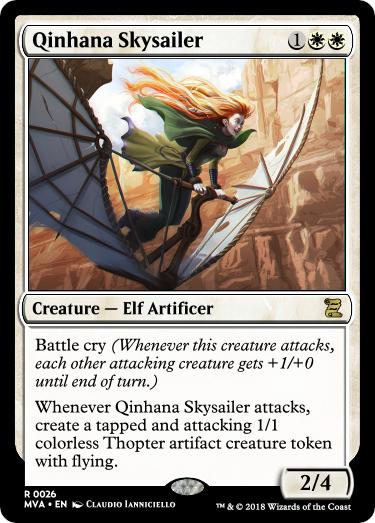 Qinhana Skysailer 1
Creature — Elf Artificer
Battle cry (Whenever this creature attacks,
each other attacking creature gets +1/+0
until end of turn.)
Whenever Qinhana Skysailer attacks,
create a tapped and attacking 1/1
colorless Thopter artifact creature token
with flying.
2/4
R 0026
MVA • EN Claudio Ianniciello
™ & © 2018 Wizards of the Coast